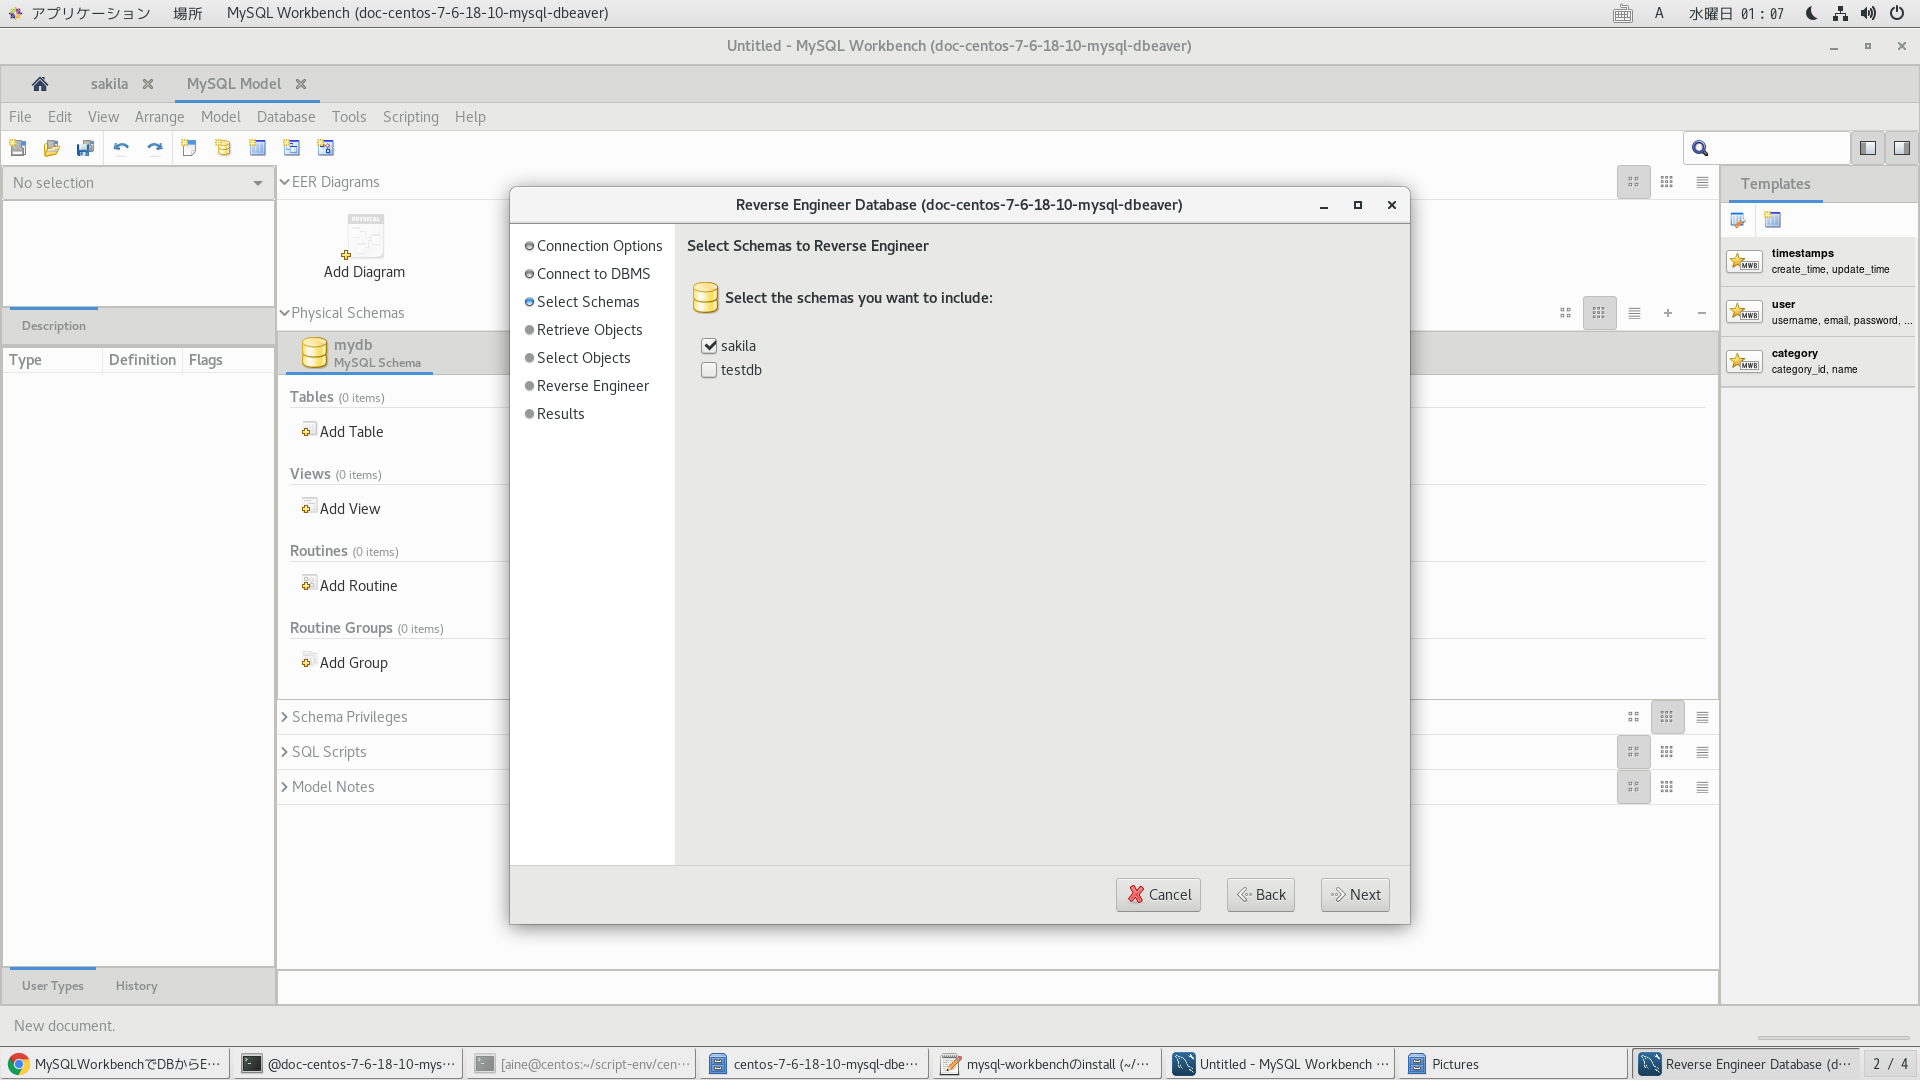 アプリケーション 場所 MySQL Workbench (doc-centos-7-6-18-10-mysql-dbeaver) A 水曜日 01：07
Untitled - MySQL Workbench (doc-centos-7-6-18-10-mysql-dbeaver)
sakila MySQL Model
File Edit View Arrange Model Database Tools Scripting Help
No selection
EER Diagrams
Templates
PHYSICAL
Add Diagram
Physical Schemas
Description
mydb
MySQL Schema
Type Definition Flags
Tables (0 items)
Add Table
Views (0 items)
Add View
Routines (0 items)
Add Routine
Routine Groups (0 items)
Add Group
Schema Privileges
SQL Scripts
Model Notes
Reverse Engineer Database (doc-centos-7-6-18-10-mysql-dbeaver)
Connection Options
Connect to DBMS
Select Schemas
Retrieve Objects
Select Objects
Reverse Engineer
Results
Select Schemas to Reverse Engineer
Select the schemas you want to include:
sakila
testdb
Cancel Back Next
MWB timestamps
create_time, update_time
MWB user
username, email, password, ...
MWB category
category_id, name
User Types History
New document.
MySQLWorkbenchでDBからE... @doc-centos-7-6-18-10-mys... [aine@centos:~/script-env/cen... centos-7-6-18-10-mysql-dbe... mysql-workbenchのinstall (~/... Untitled - MySQL Workbench ... Pictures Reverse Engineer Database (d... 2 / 4